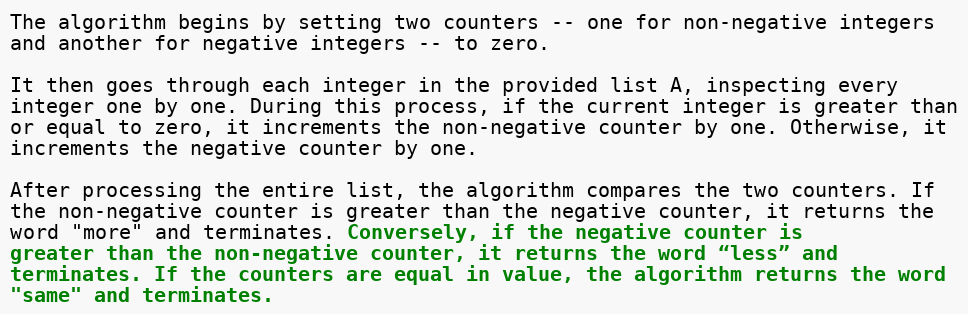 The algorithm begins by setting two counters -- one for non-negative integers
and another for negative integers -- to zero.
It then goes through each integer in the provided list A, inspecting every
integer one by one. During this process, if the current integer is greater than
or equal to zero, it increments the non-negative counter by one. Otherwise, it
increments the negative counter by one.
After processing the entire list, the algorithm compares the two counters. If
the non-negative counter is greater than the negative counter, it returns the
word "more" and terminates. Conversely, if the negative counter is
greater than the non-negative counter, it returns the word “less” and
terminates. If the counters are equal in value, the algorithm returns the word
"same" and terminates.